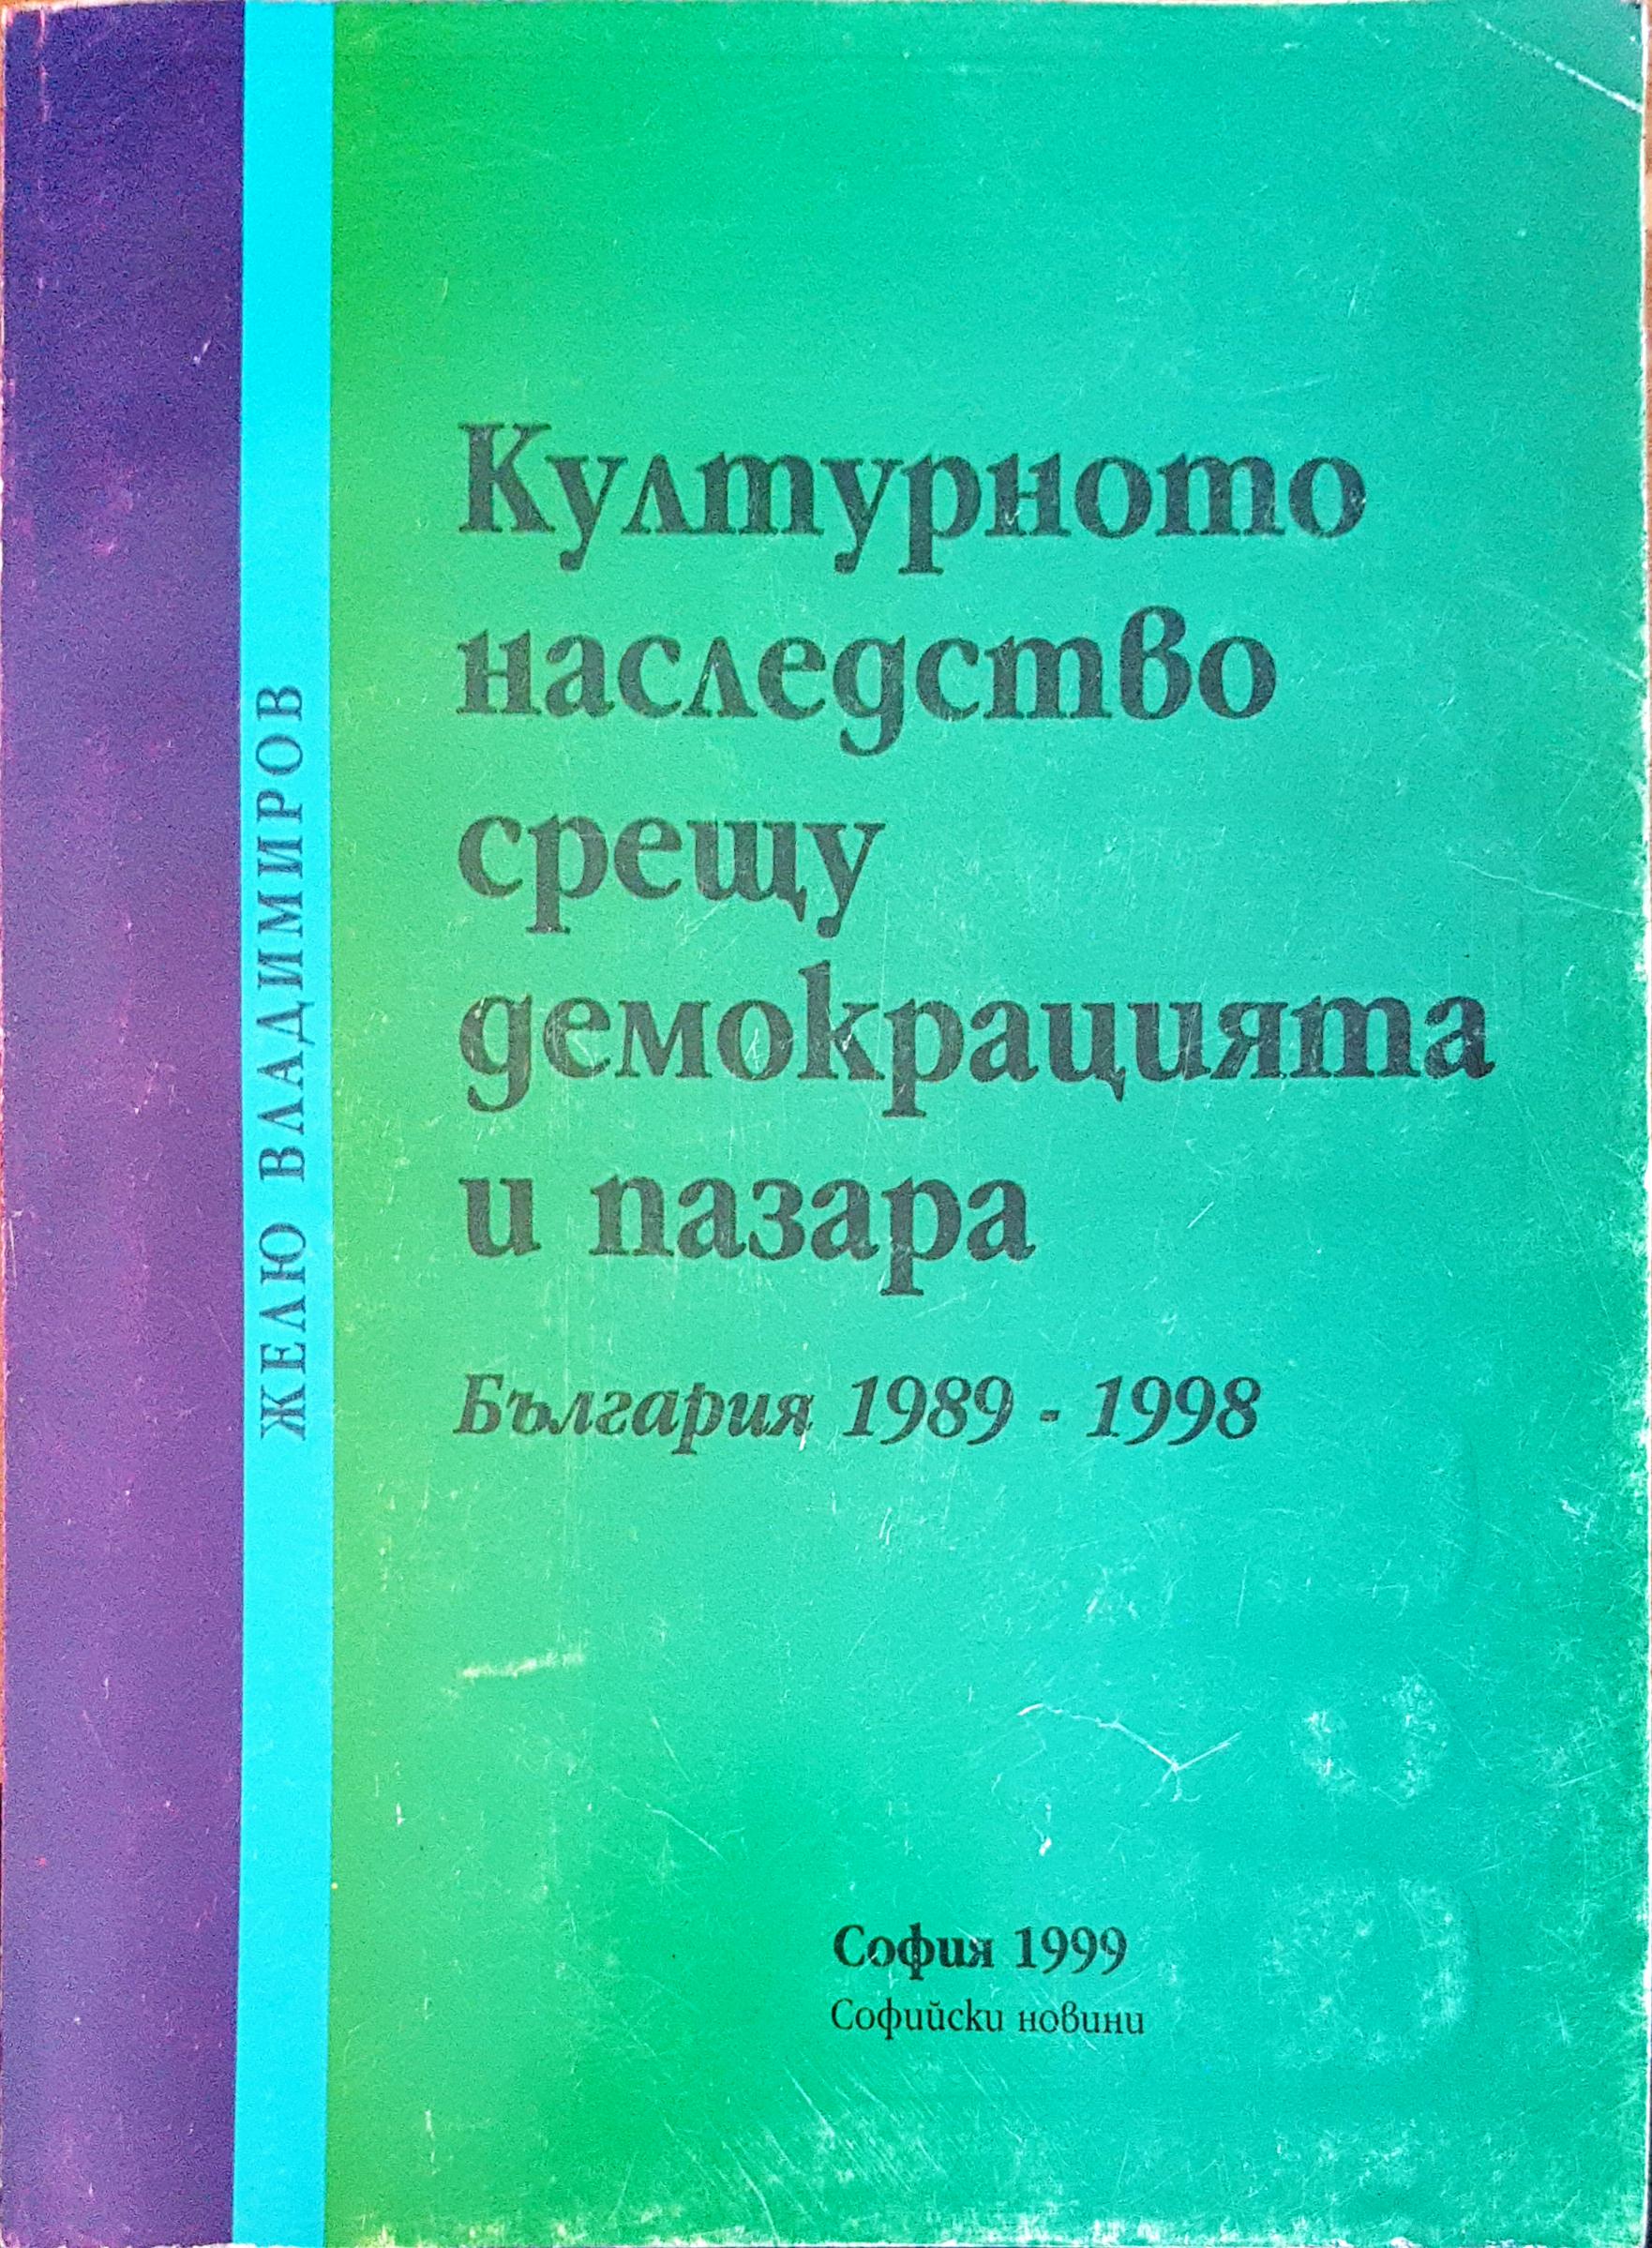 ЖЕЛЮ ВЛАДИМИРОВ
Културното
наследство
срещу
демокрацията
и пазара
България 1989 - 1998
София 1999
Софийски новини